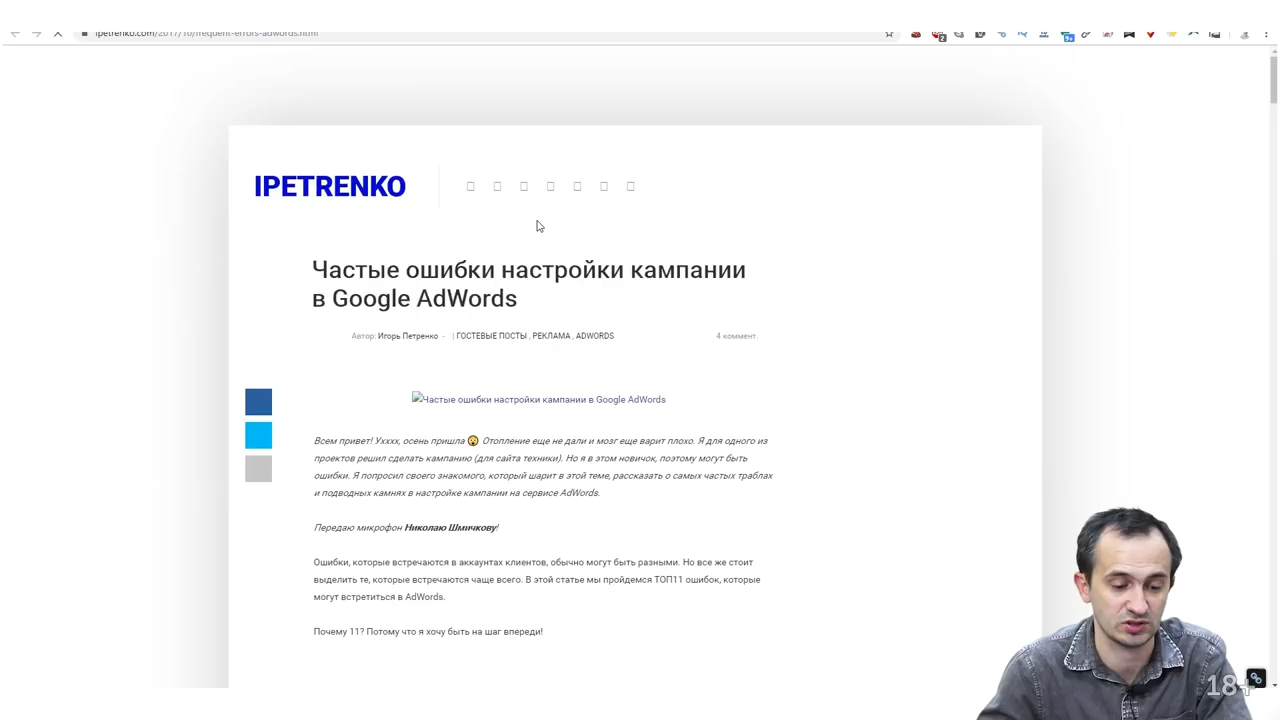 ipetrenko.com/2017/10/frequent-errors-adwords.html
IPETRENKO
Частые ошибки настройки кампании
в Google AdWords
Автор: Игорь Петренко - | ГОСТЕВЫЕ ПОСТЫ , РЕКЛАМА , ADWORDS 4 коммент.
Частые ошибки настройки кампании в Google AdWords
Всем привет! Ухххх, осень пришла 😲 Отопление еще не дали и мозг еще варит плохо. Я для одного из
проектов решил сделать кампанию (для сайта техники). Но я в этом новичок, поэтому могут быть
ошибки. Я попросил своего знакомого, который шарит в этой теме, рассказать о самых частых траблах
и подводных камнях в настройке кампании на сервисе AdWords.
Передаю микрофон Николаю Шмичкову!
Ошибки, которые встречаются в аккаунтах клиентов, обычно могут быть разными. Но все же стоит
выделить те, которые встречаются чаще всего. В этой статье мы пройдемся ТОП11 ошибок, которые
могут встретиться в AdWords.
Почему 11? Потому что я хочу быть на шаг впереди!
18+